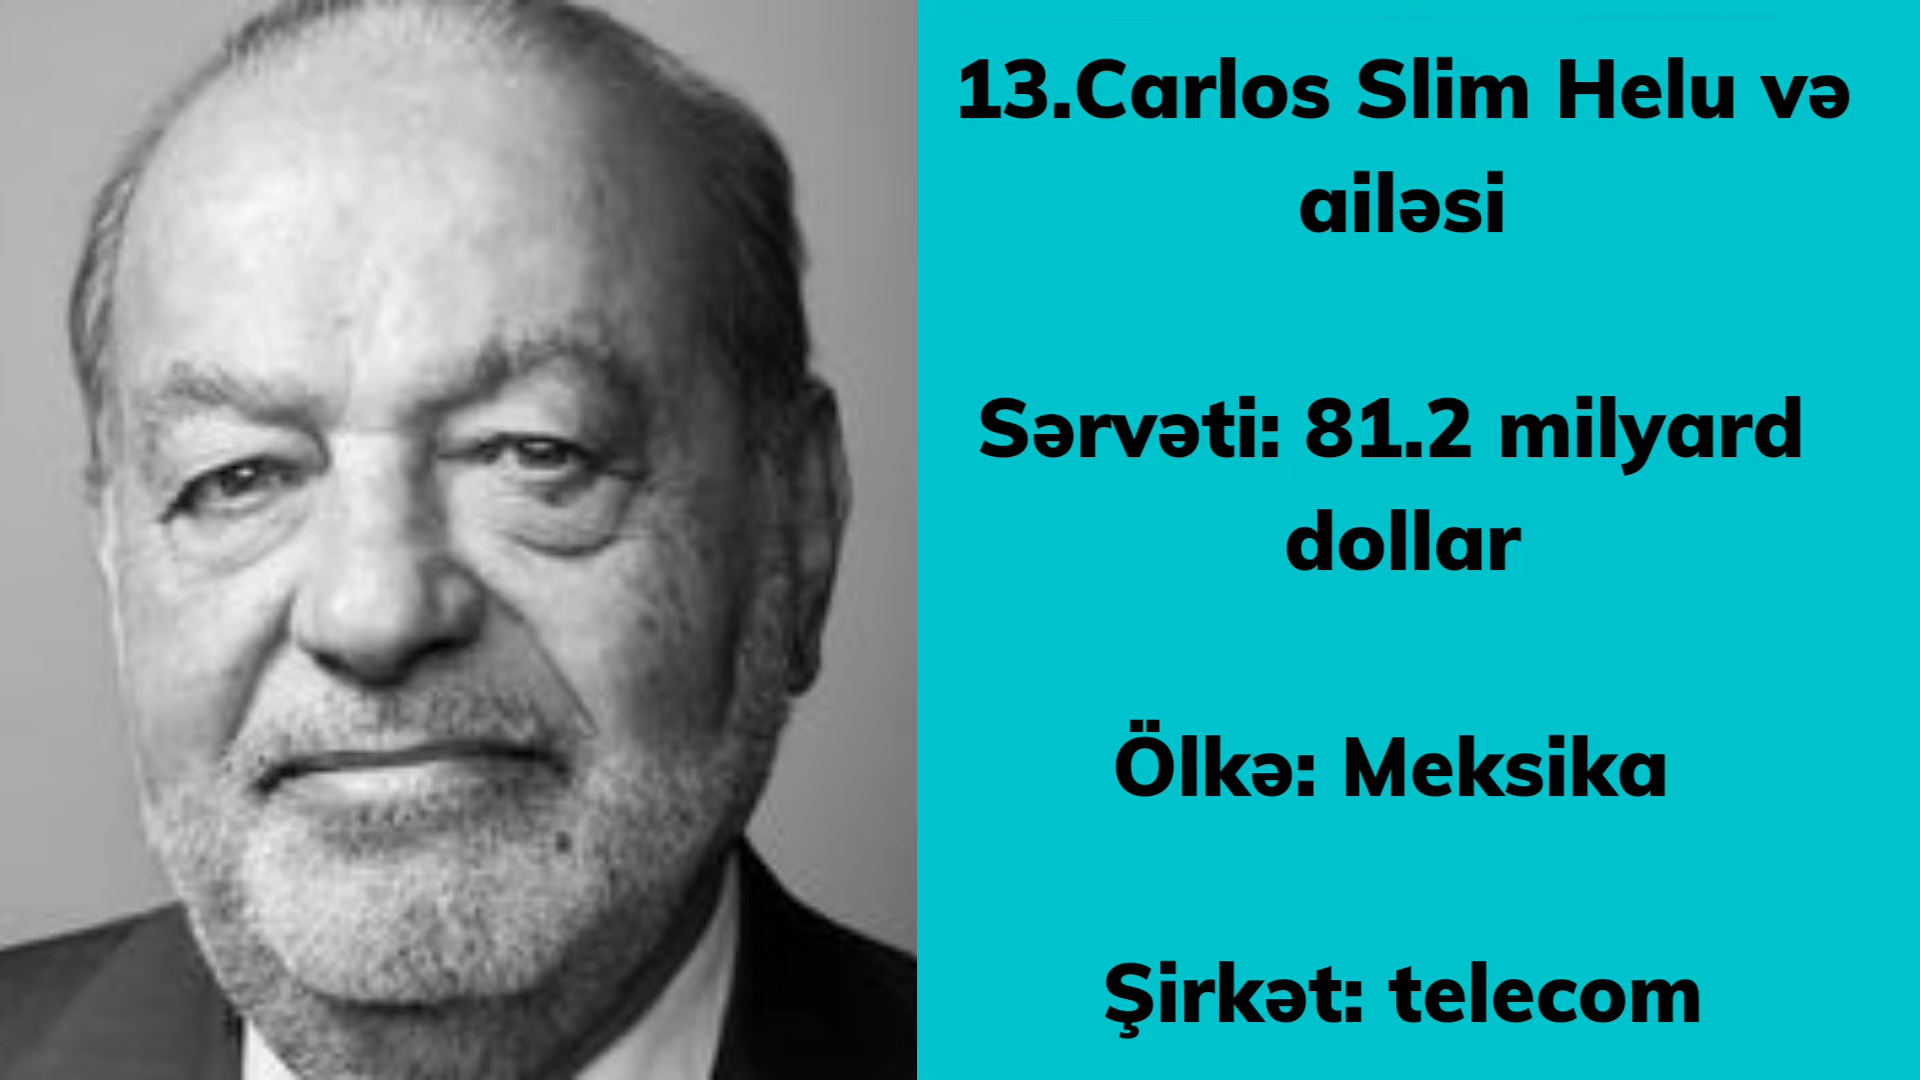 13.Carlos Slim Helu və
ailəsi
Sərvəti: 81.2 milyard
dollar
Ölkə: Meksika
Şirkət: telecom